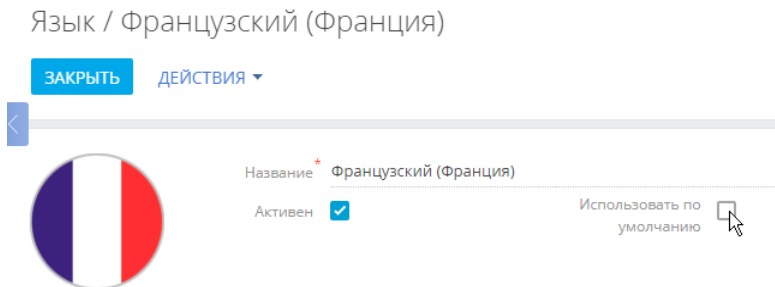 Язык / Французский (Франция)
ЗАКРЫТЬ ДЕЙСТВИЯ
Название* Французский (Франция)
Активен Использовать по
умолчанию